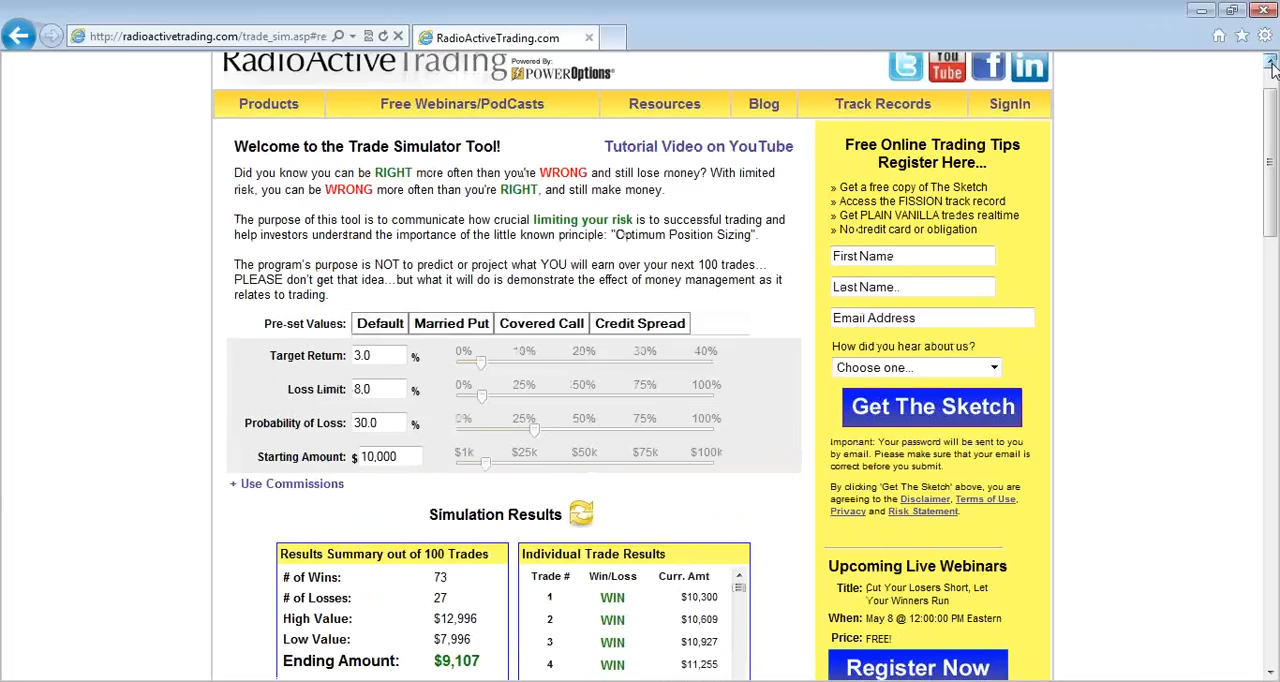 http://radioactivetrading.com/trade_sim.asp#re
RadioActiveTrading.com
RadioActiveTrading
Powered By:
POWEROptions®
You
Tube
Products
Free Webinars/PodCasts
Resources
Blog
Track Records
SignIn
Welcome to the Trade Simulator Tool!
Tutorial Video on YouTube
Did you know you can be RIGHT more often than you're WRONG and still lose money? With limited
risk, you can be WRONG more often than you're RIGHT, and still make money.
The purpose of this tool is to communicate how crucial limiting your risk is to successful trading and
help investors understand the importance of the little known principle: "Optimum Position Sizing".
The program's purpose is NOT to predict or project what YOU will earn over your next 100 trades...
PLEASE don't get that idea...but what it will do is demonstrate the effect of money management as it
relates to trading.
Pre-set Values: Default Married Put Covered Call Credit Spread
Target Return: 3.0 %
0% 10% 20% 30% 40%
Loss Limit: 8.0 %
0% 25% 50% 75% 100%
Probability of Loss: 30.0 %
0% 25% 50% 75% 100%
Starting Amount: $ 10,000
$1k $25k $50k $75k $100k
+ Use Commissions
Simulation Results
Results Summary out of 100 Trades
# of Wins: 73
# of Losses: 27
High Value: $12,996
Low Value: $7,996
Ending Amount: $9,107
Individual Trade Results
Trade # Win/Loss Curr. Amt
1 WIN $10,300
2 WIN $10,609
3 WIN $10,927
4 WIN $11,255
Free Online Trading Tips
Register Here...
» Get a free copy of The Sketch
» Access the FISSION track record
» Get PLAIN VANILLA trades realtime
» No credit card or obligation
First Name
Last Name..
Email Address
How did you hear about us?
Choose one...
Get The Sketch
Important: Your password will be sent to you
by email. Please make sure that your email is
correct before you submit.
By clicking 'Get The Sketch' above, you are
agreeing to the Disclaimer, Terms of Use,
Privacy and Risk Statement.
Upcoming Live Webinars
Title: Cut Your Losers Short, Let
Your Winners Run
When: May 8 @ 12:00:00 PM Eastern
Price: FREE!
Register Now